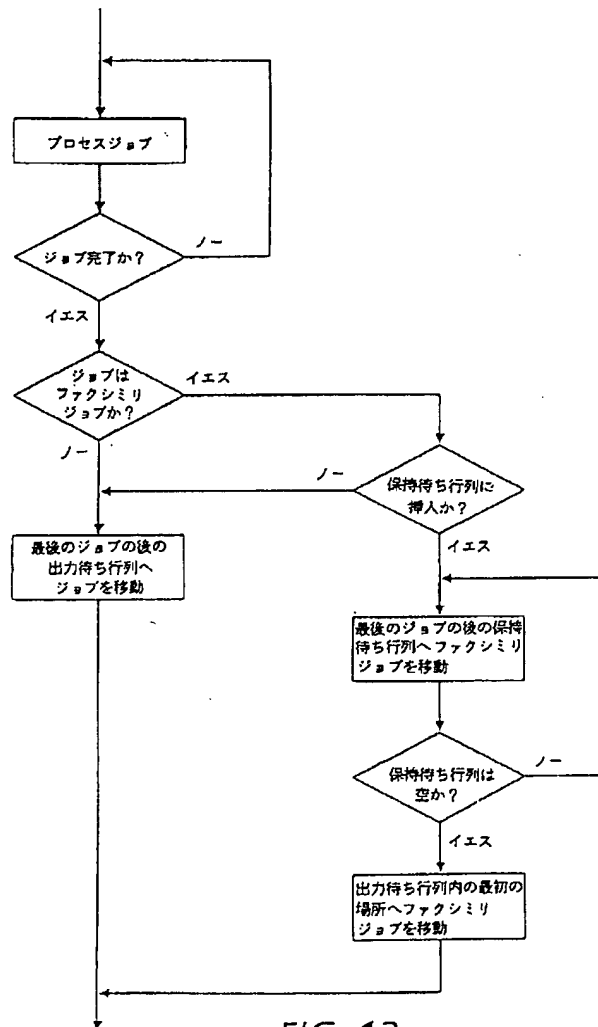 プロセスジョブ
ジョブ完了か？
ノー
イエス
ジョブは
ファクシミリ
ジョブか？
イエス
ノー
保持待ち行列に
挿入か？
ノー
イエス
最後のジョブの後の
出力待ち行列へ
ジョブを移動
最後のジョブの後の保持
待ち行列へファクシミリ
ジョブを移動
保持待ち行列は
空か？
ノー
イエス
出力待ち行列内の最初の
場所へファクシミリ
ジョブを移動